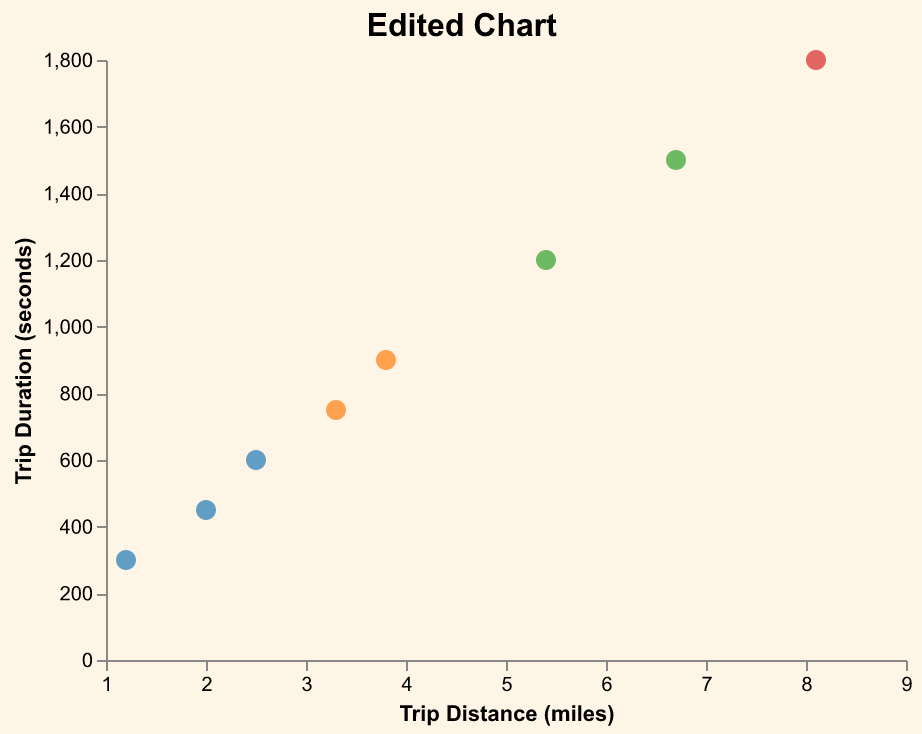 Edited Chart
1,800
1,600
1,400
1,200
1,000
800
600
400
200
0
Trip Duration (seconds)
1 2 3 4 5 6 7 8 9
Trip Distance (miles)